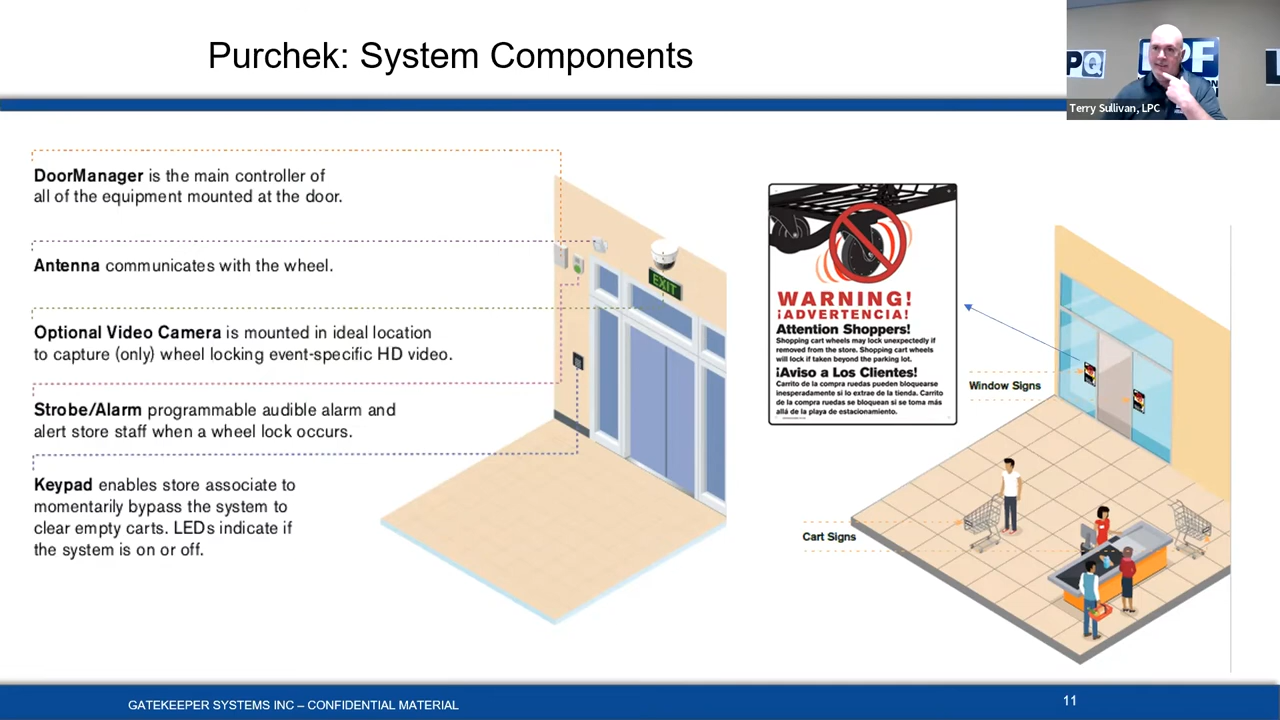 Purchek: System Components
PQ
LPF
Terry Sullivan, LPC
DoorManager is the main controller of
all of the equipment mounted at the door.
Antenna communicates with the wheel.
Optional Video Camera is mounted in ideal location
to capture (only) wheel locking event-specific HD video.
Strobe/Alarm programmable audible alarm and
alert store staff when a wheel lock occurs.
Keypad enables store associate to
momentarily bypass the system to
clear empty carts. LEDs indicate if
the system is on or off.
EXIT
WARNING!
¡ADVERTENCIA!
Attention Shoppers!
Shopping cart wheels may lock unexpectedly if
removed from the store. Shopping cart wheels
will lock if taken beyond the parking lot.
¡Aviso a Los Clientes!
Carrito de la compra ruedas pueden bloquearse
inesperadamente si lo extrae de la tienda. Carrito
de la compra ruedas se bloquean si se toma más
allá de la playa de estacionamiento.
Window Signs
Cart Signs
GATEKEEPER SYSTEMS INC – CONFIDENTIAL MATERIAL
11